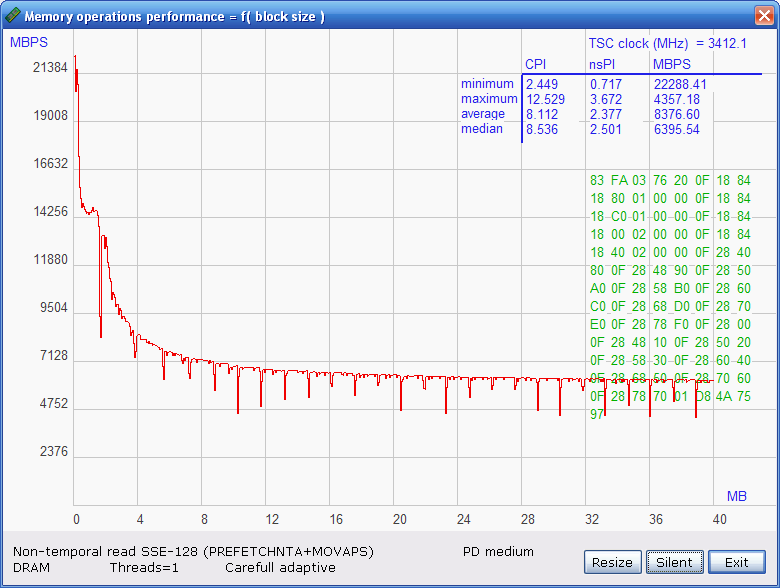 Memory operations performance = f( block size )
MBPS
TSC clock (MHz) = 3412.1
CPI nsPI MBPS
minimum 2.449 0.717 22288.41
maximum 12.529 3.672 4357.18
average 8.112 2.377 8376.60
median 8.536 2.501 6395.54
21384
19008
16632
14256
11880
9504
7128
4752
2376
83 FA 03 76 20 0F 18 84
18 80 01 00 00 0F 18 84
18 C0 01 00 00 0F 18 84
18 00 02 00 00 0F 18 84
18 40 02 00 00 0F 28 40
80 0F 28 48 90 0F 28 50
A0 0F 28 58 B0 0F 28 60
C0 0F 28 68 D0 0F 28 70
E0 0F 28 78 F0 0F 28 00
0F 28 48 10 0F 28 50 20
0F 28 58 30 0F 28 60 40
0F 28 68 50 0F 28 70 60
0F 28 78 70 01 D8 4A 75
97
MB
0 4 8 12 16 20 24 28 32 36 40
Non-temporal read SSE-128 (PREFETCHNTA+MOVAPS) PD medium
DRAM Threads=1 Carefull adaptive
Resize Silent Exit